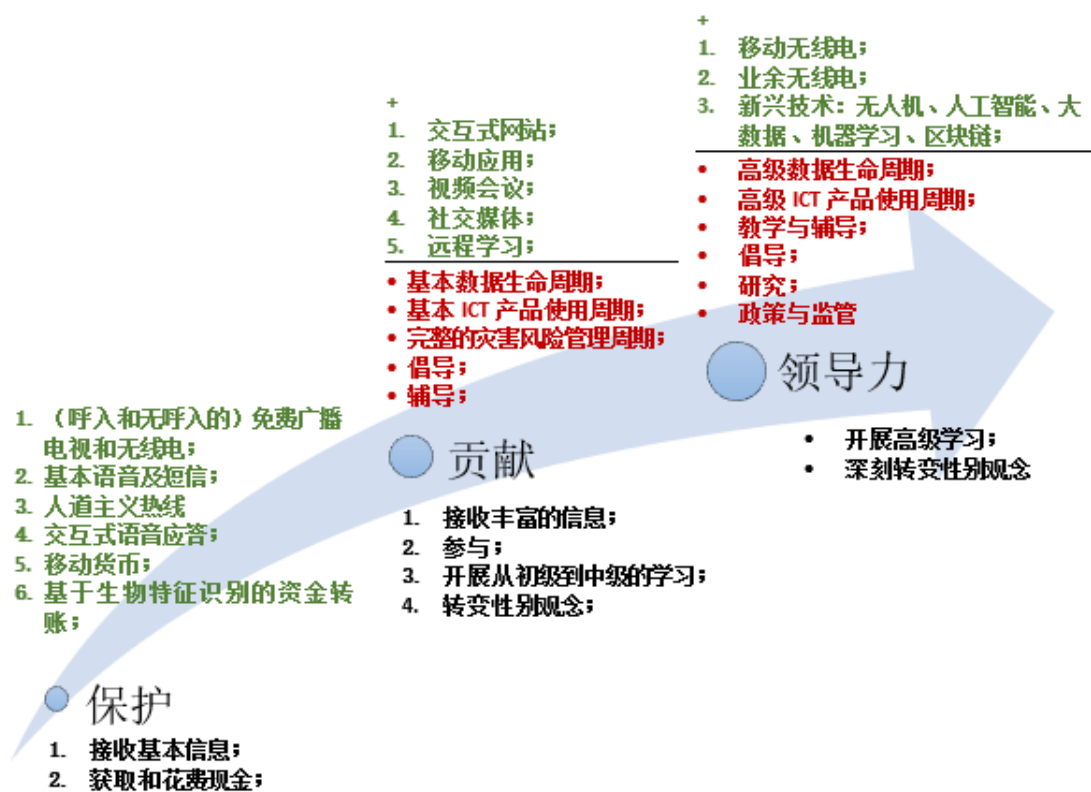 1. （呼入和无呼入的）免费广播
电视和无线电；
2. 基本语音及短信；
3. 人道主义热线
4. 交互式语音应答；
5. 移动货币；
6. 基于生物特征识别的资金转
账；
保护
1. 接收基本信息；
2. 获取和花费现金；
+
1. 交互式网站；
2. 移动应用；
3. 视频会议；
4. 社交媒体；
5. 远程学习；
• 基本数据生命周期；
• 基本 ICT 产品使用周期；
• 完整的灾害风险管理周期；
• 倡导；
• 辅导；
贡献
1. 接收丰富的信息；
2. 参与；
3. 开展从初级到中级的学习；
4. 转变性别观念；
+
1. 移动无线电；
2. 业余无线电；
3. 新兴技术：无人机、人工智能、大
数据、机器学习、区块链；
• 高级数据生命周期；
• 高级 ICT 产品使用周期；
• 教学与辅导；
• 倡导；
• 研究；
• 政策与监管
领导力
• 开展高级学习；
• 深刻转变性别观念